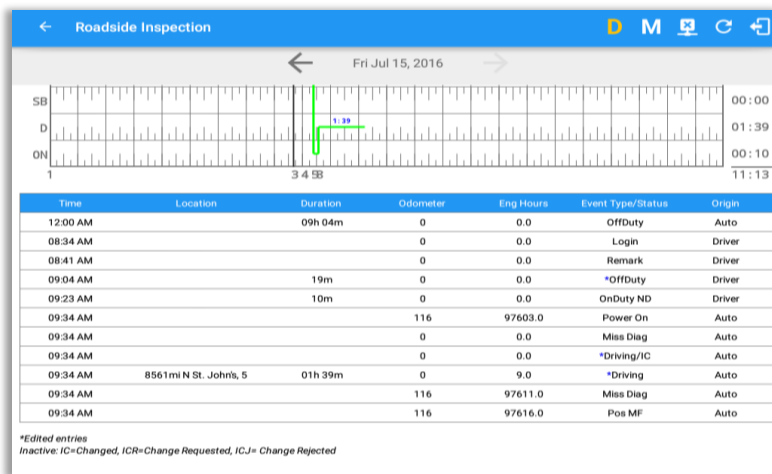 Roadside Inspection D M
Fri Jul 15, 2016
SB 00:00
D 1:39 01:39
ON 00:10
1 3 4 5 11:13
Time Location Duration Odometer Eng Hours Event Type/Status Origin
12:00 AM 09h 04m 0 0.0 OffDuty Auto
08:34 AM 0 0.0 Login Driver
08:41 AM 0 0.0 Remark Driver
09:04 AM 19m 0 0.0 *OffDuty Driver
09:23 AM 10m 0 0.0 OnDuty ND Driver
09:34 AM 116 97603.0 Power On Auto
09:34 AM 0 0.0 Miss Diag Auto
09:34 AM 0 0.0 *Driving/IC Auto
09:34 AM 8561mi N St. John's, 5 01h 39m 0 9.0 *Driving Auto
09:34 AM 116 97611.0 Miss Diag Auto
09:34 AM 116 97616.0 Pos MF Auto
*Edited entries
Inactive: IC=Changed, ICR=Change Requested, ICJ= Change Rejected